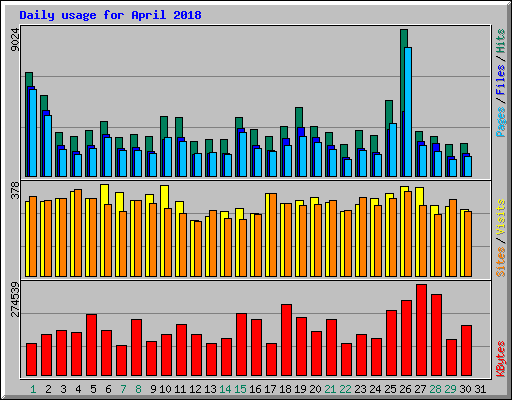 Daily usage for April 2018
9024
Pages / Files / Hits
378
Sites / Visits
274539
KBytes
1 2 3 4 5 6 7 8 9 10 11 12 13 14 15 16 17 18 19 20 21 22 23 24 25 26 27 28 29 30 31